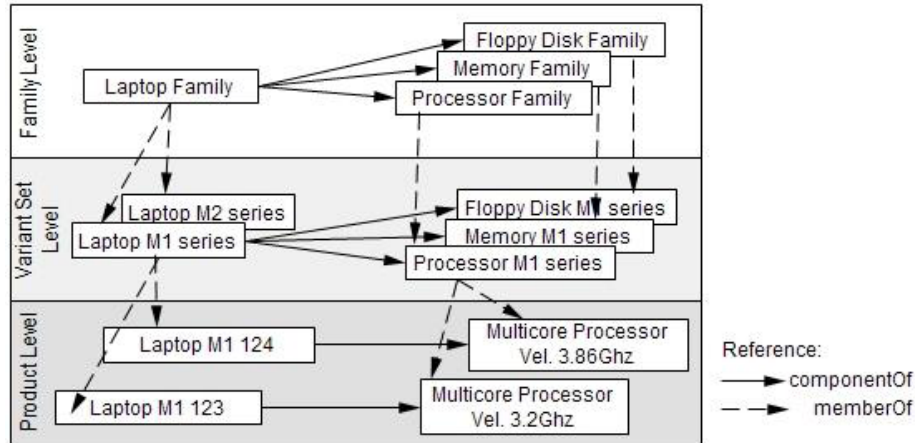 Family Level
Floppy Disk Family
Memory Family
Laptop Family
Processor Family
Variant Set
Level
Laptop M2 series
Floppy Disk M1 series
Laptop M1 series
Memory M1 series
Processor M1 series
Product Level
Laptop M1 124
Multicore Processor
Vel. 3.86Ghz
Laptop M1 123
Multicore Processor
Vel. 3.2Ghz
Reference:
componentOf
memberOf